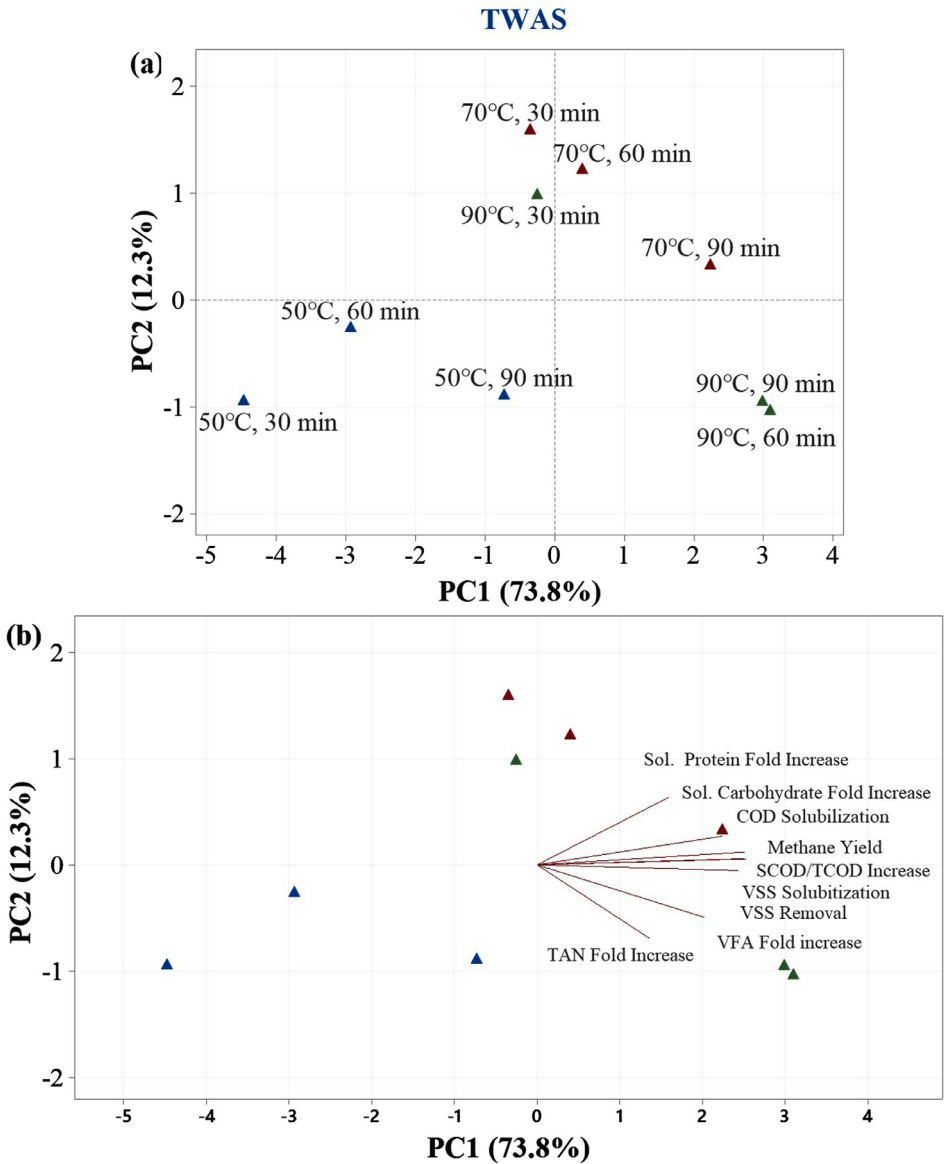 TWAS
(a)
2
70°C, 30 min
70°C, 60 min
1
90°C, 30 min
70°C, 90 min
0
50°C, 60 min
50°C, 90 min
90°C, 90 min
-1
50°C, 30 min
90°C, 60 min
-2
PC2 (12.3%)
-5 -4 -3 -2 -1 0 1 2 3 4
PC1 (73.8%)
(b)
2
1
Sol. Protein Fold Increase
Sol. Carbohydrate Fold Increase
COD Solubilization
Methane Yield
0
SCOD/TCOD Increase
VSS Solubitization
VSS Removal
VFA Fold increase
TAN Fold Increase
-1
-2
PC2 (12.3%)
-5 -4 -3 -2 -1 0 1 2 3 4
PC1 (73.8%)